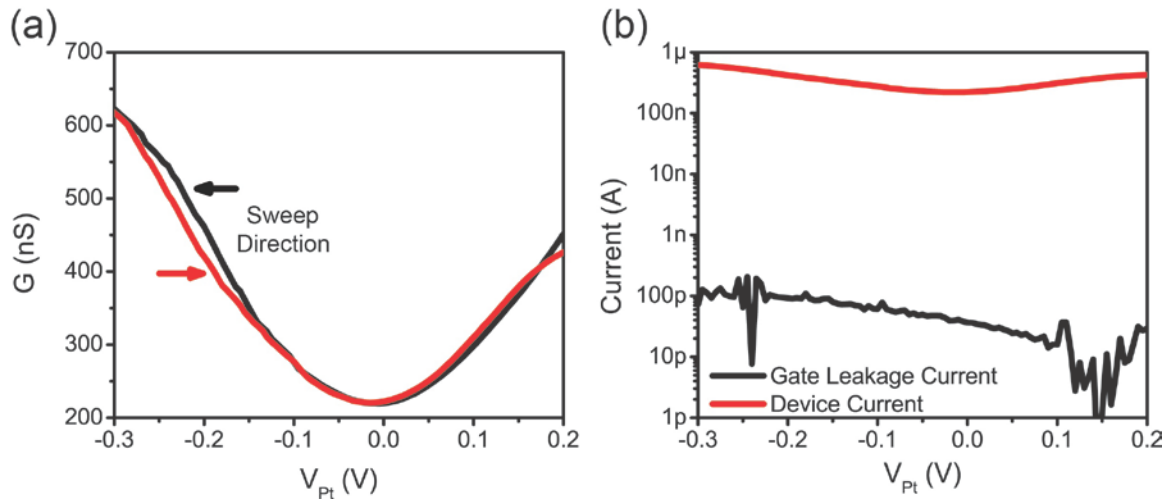 (a)
700
600
500
400
300
200
G (nS)
Sweep
Direction
-0.3 -0.2 -0.1 0.0 0.1 0.2
V_Pt (V)
(b)
1μ
100n
10n
1n
100p
10p
1p
Current (A)
Gate Leakage Current
Device Current
-0.3 -0.2 -0.1 0.0 0.1 0.2
V_Pt (V)